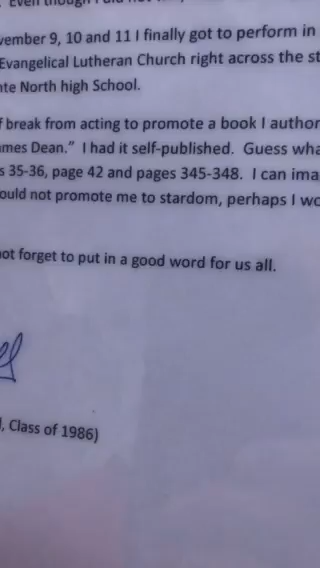 Even though I did not
vember 9, 10 and 11 I finally got to perform in
Evangelical Lutheran Church right across the st
nte North high School.
f break from acting to promote a book I author
ames Dean.”  I had it self-published.  Guess wha
s 35-36, page 42 and pages 345-348.  I can ima
ould not promote me to stardom, perhaps I wo
not forget to put in a good word for us all.
, Class of 1986)